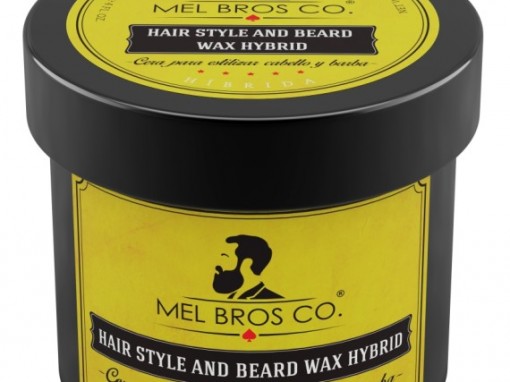 MEL BROS CO.®
HAIR STYLE AND BEARD
WAX HYBRID
Cera para estilizar cabello y barba
HÍBRIDA
MEL BROS CO.®
HAIR STYLE AND BEARD WAX HYBRID